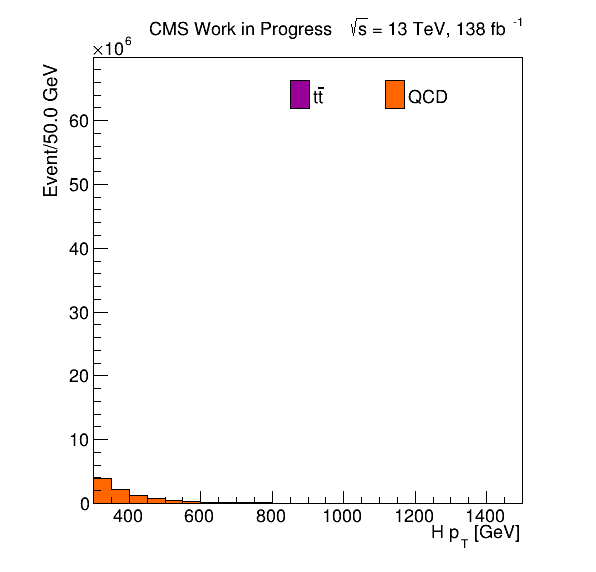 CMS Work in Progress √s = 13 TeV, 138 fb⁻¹
×10⁶
Event/50.0 GeV
tt̄
QCD
60
50
40
30
20
10
0
400 600 800 1000 1200 1400
H p_T [GeV]